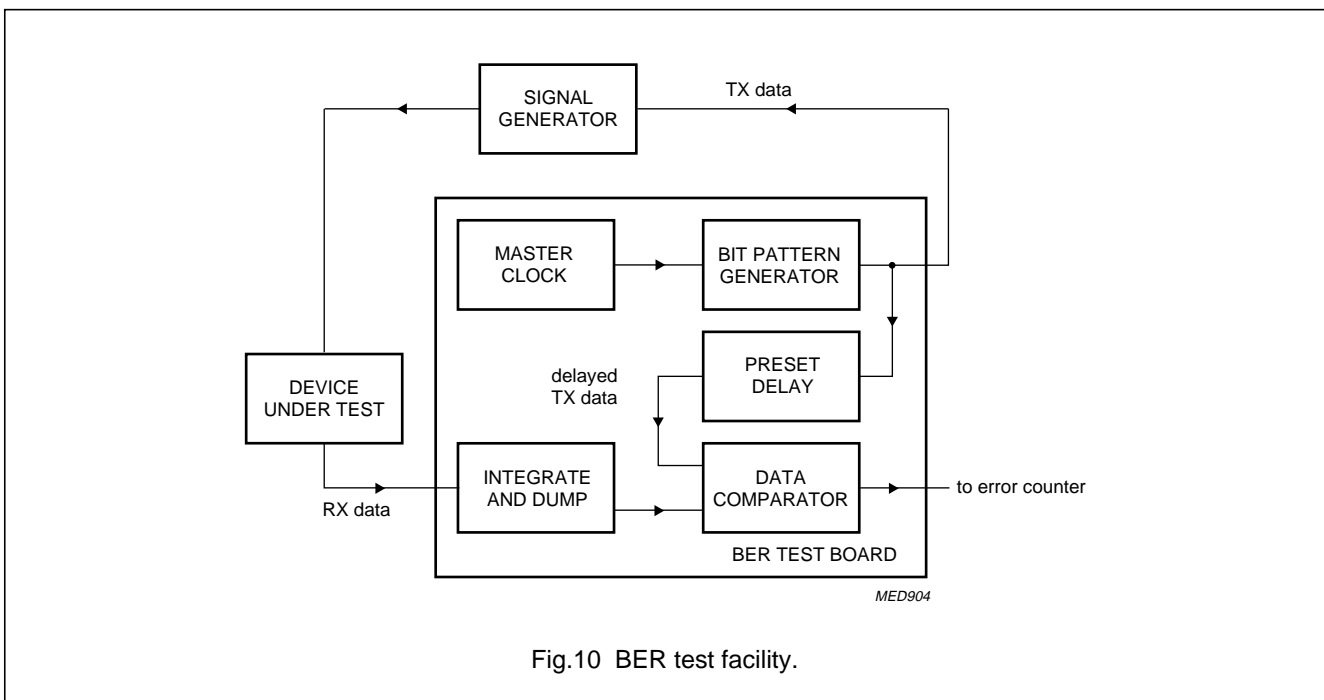 SIGNAL
GENERATOR
TX data
MASTER
CLOCK
BIT PATTERN
GENERATOR
PRESET
DELAY
delayed
TX data
DEVICE
UNDER TEST
INTEGRATE
AND DUMP
DATA
COMPARATOR
to error counter
RX data
BER TEST BOARD
MED904
Fig.10 BER test facility.